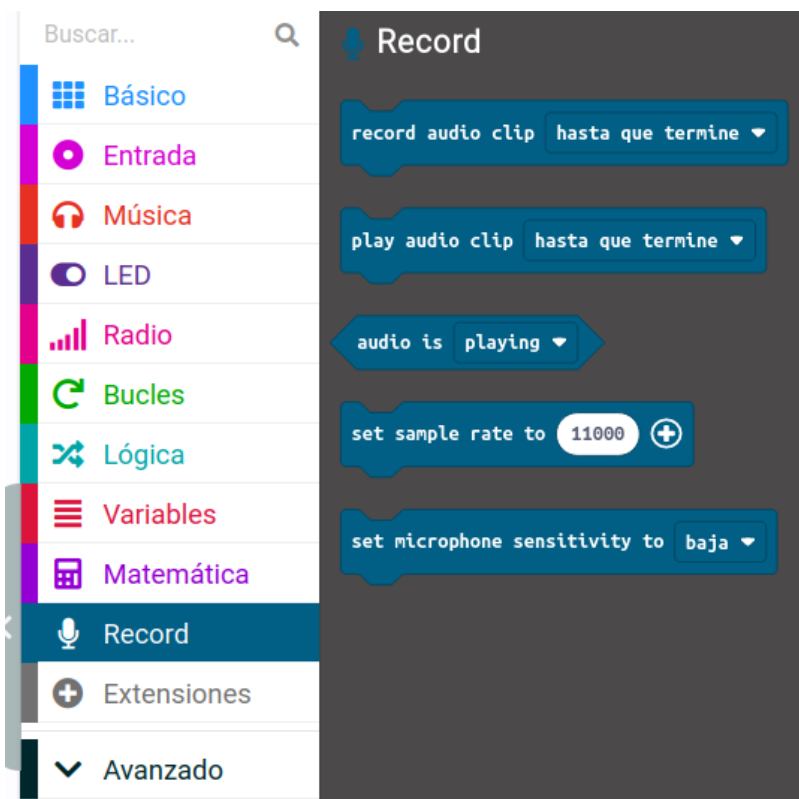 Buscar...
Básico
Entrada
Música
LED
Radio
Bucles
Lógica
Variables
Matemática
Record
Extensiones
Avanzado
Record
record audio clip hasta que termine
play audio clip hasta que termine
audio is playing
set sample rate to 11000
set microphone sensitivity to baja